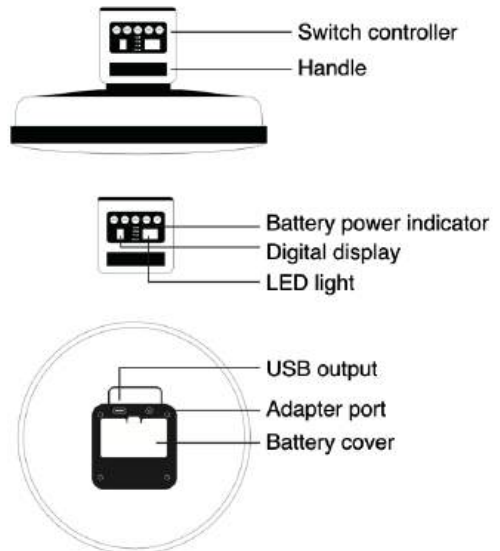 Switch controller
Handle
Battery power indicator
Digital display
LED light
USB output
Adapter port
Battery cover